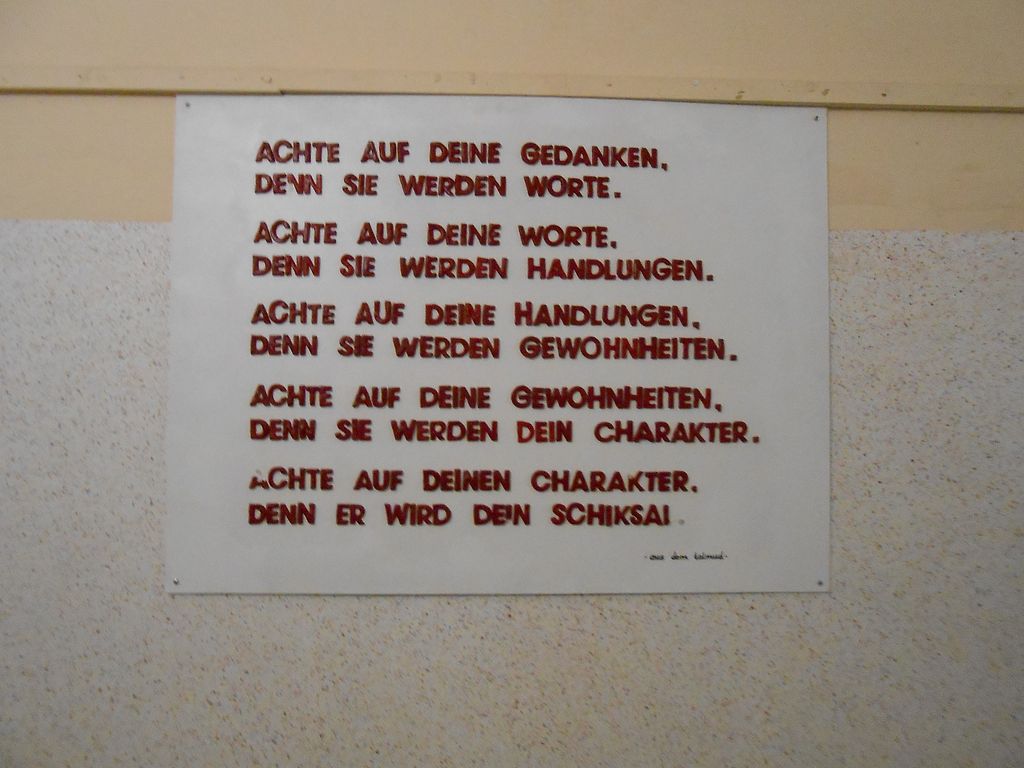 ACHTE AUF DEINE GEDANKEN,
DENN SIE WERDEN WORTE.
ACHTE AUF DEINE WORTE,
DENN SIE WERDEN HANDLUNGEN.
ACHTE AUF DEINE HANDLUNGEN,
DENN SIE WERDEN GEWOHNHEITEN.
ACHTE AUF DEINE GEWOHNHEITEN,
DENN SIE WERDEN DEIN CHARAKTER.
ACHTE AUF DEINEN CHARAKTER.
DENN ER WIRD DEIN SCHIKSAL.
- aus dem talmud -